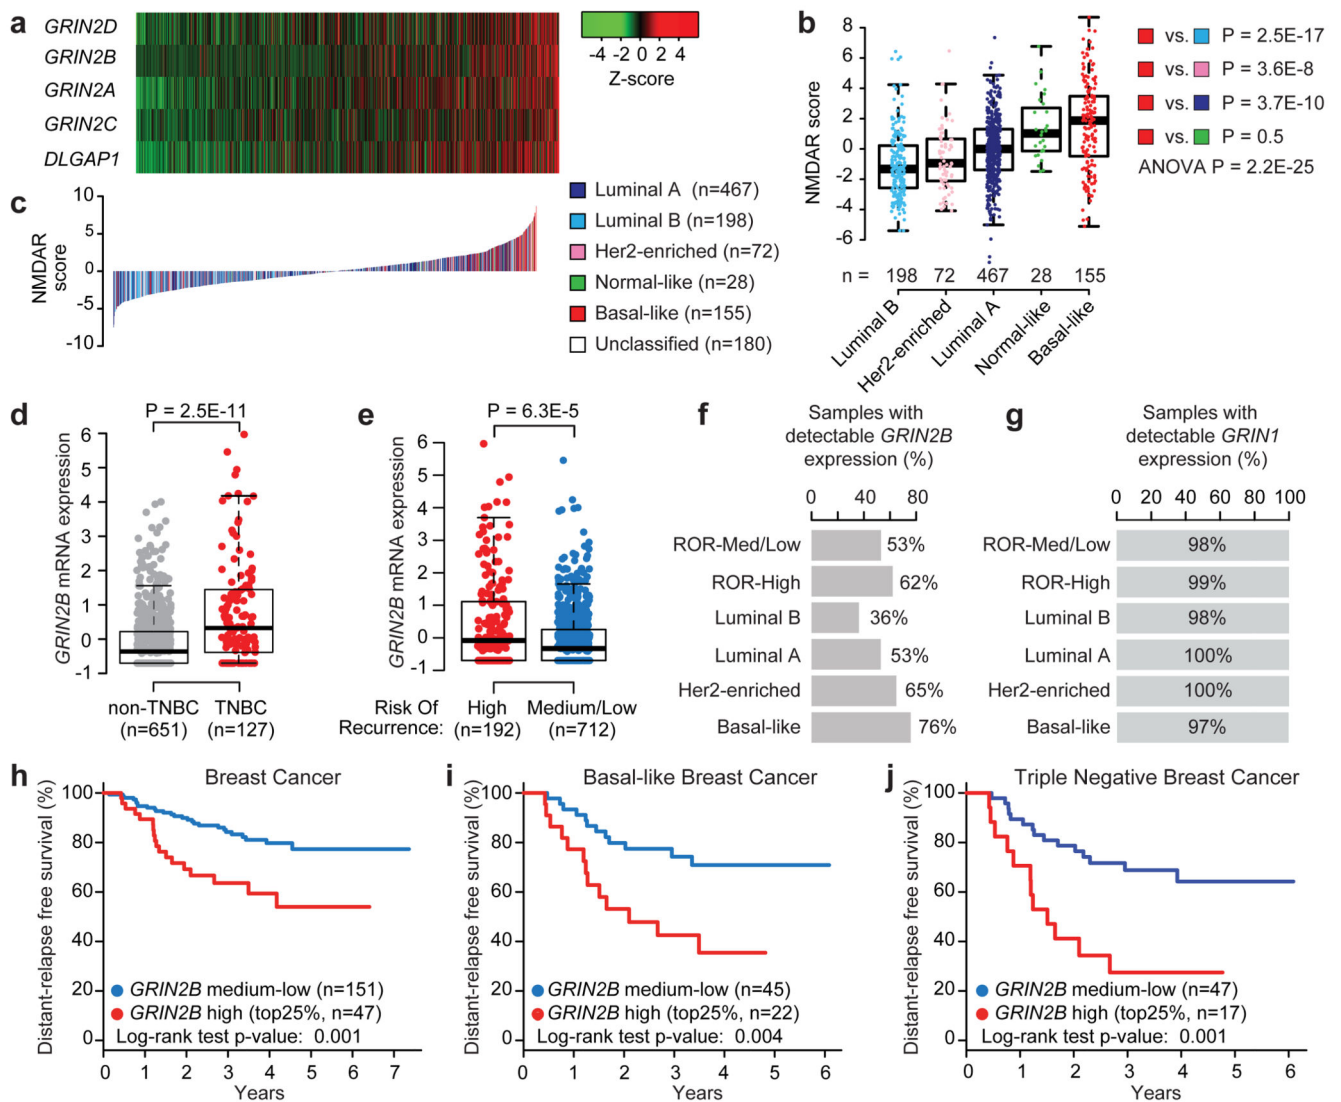 a
GRIN2D
GRIN2B
GRIN2A
GRIN2C
DLGAP1
-4 -2 0 2 4
Z-score
b
NMDAR score
8
6
4
2
0
-2
-4
-6
n = 198 72 467 28 155
Luminal B
Her2-enriched
Luminal A
Normal-like
Basal-like
vs. P = 2.5E-17
vs. P = 3.6E-8
vs. P = 3.7E-10
vs. P = 0.5
ANOVA P = 2.2E-25
c
NMDAR
score
10
5
0
-5
-10
Luminal A (n=467)
Luminal B (n=198)
Her2-enriched (n=72)
Normal-like (n=28)
Basal-like (n=155)
Unclassified (n=180)
d
P = 2.5E-11
GRIN2B mRNA expression
6
5
4
3
2
1
0
-1
non-TNBC TNBC
(n=651) (n=127)
e
P = 6.3E-5
GRIN2B mRNA expression
6
5
4
3
2
1
0
-1
Risk Of High Medium/Low
Recurrence: (n=192) (n=712)
f
Samples with
detectable GRIN2B
expression (%)
0 40 80
ROR-Med/Low 53%
ROR-High 62%
Luminal B 36%
Luminal A 53%
Her2-enriched 65%
Basal-like 76%
g
Samples with
detectable GRIN1
expression (%)
0 20 40 60 80 100
ROR-Med/Low 98%
ROR-High 99%
Luminal B 98%
Luminal A 100%
Her2-enriched 100%
Basal-like 97%
h
Breast Cancer
Distant-relapse free survival (%)
100
80
60
40
20
0
GRIN2B medium-low (n=151)
GRIN2B high (top25%, n=47)
Log-rank test p-value: 0.001
0 1 2 3 4 5 6 7
Years
i
Basal-like Breast Cancer
Distant-relapse free survival (%)
100
80
60
40
20
0
GRIN2B medium-low (n=45)
GRIN2B high (top25%, n=22)
Log-rank test p-value: 0.004
0 1 2 3 4 5 6
Years
j
Triple Negative Breast Cancer
Distant-relapse free survival (%)
100
80
60
40
20
0
GRIN2B medium-low (n=47)
GRIN2B high (top25%, n=17)
Log-rank test p-value: 0.001
0 1 2 3 4 5 6
Years